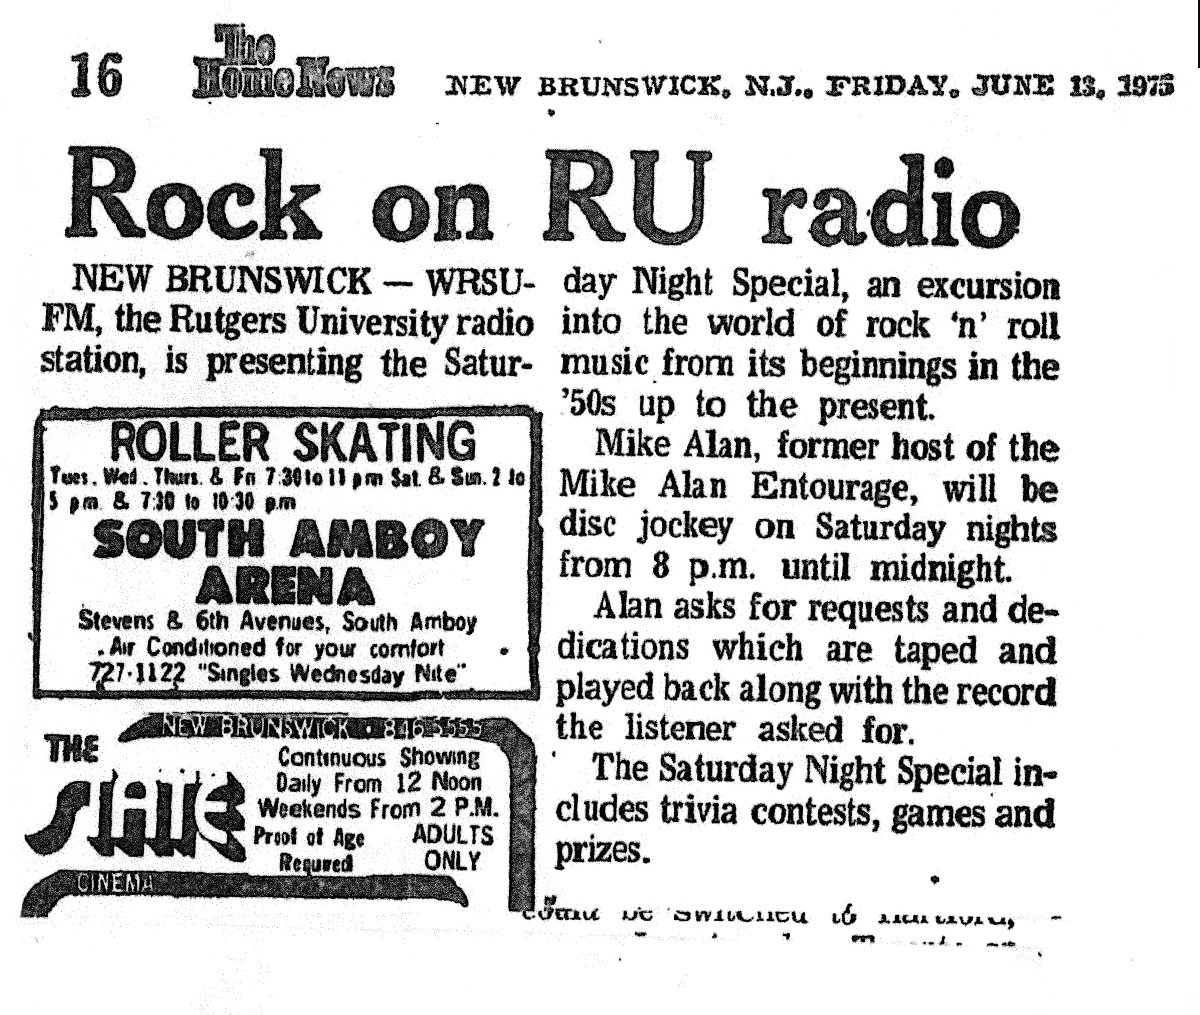 16 The Home News NEW BRUNSWICK, N.J., FRIDAY, JUNE 13, 1975
Rock on RU radio
NEW BRUNSWICK — WRSU-
FM, the Rutgers University radio
station, is presenting the Satur-
day Night Special, an excursion
into the world of rock 'n' roll
music from its beginnings in the
'50s up to the present.
Mike Alan, former host of the
Mike Alan Entourage, will be
disc jockey on Saturday nights
from 8 p.m. until midnight.
Alan asks for requests and de-
dications which are taped and
played back along with the record
the listener asked for.
The Saturday Night Special in-
cludes trivia contests, games and
prizes.
ROLLER SKATING
Tues. Wed. Thurs. & Fri 7:30 to 11 pm Sat. & Sun. 2 to
5 pm. & 7:30 to 10:30 p.m
SOUTH AMBOY
ARENA
Stevens & 6th Avenues, South Amboy
Air Conditioned for your comfort
727-1122 "Singles Wednesday Nite"
NEW BRUNSWICK • 846-5555
THE
STATE
CINEMA
Continuous Showing
Daily From 12 Noon
Weekends From 2 P.M.
Proof of Age ADULTS
Required ONLY
be switched to